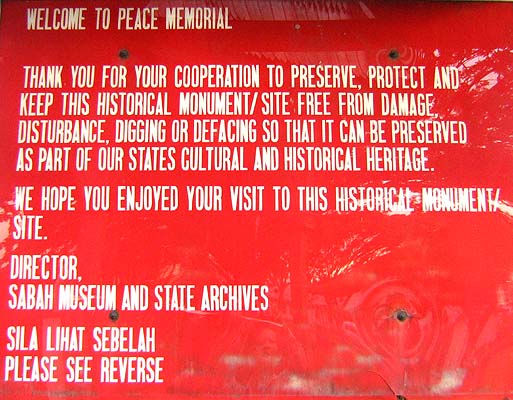 WELCOME TO PEACE MEMORIAL
THANK YOU FOR YOUR COOPERATION TO PRESERVE, PROTECT AND
KEEP THIS HISTORICAL MONUMENT/ SITE FREE FROM DAMAGE
DISTURBANCE, DIGGING OR DEFACING SO THAT IT CAN BE PRESERVED
AS PART OF OUR STATES CULTURAL AND HISTORICAL HERITAGE.
WE HOPE YOU ENJOYED YOUR VISIT TO THIS HISTORICAL MONUMENT/
SITE.
DIRECTOR,
SABAH MUSEUM AND STATE ARCHIVES
SILA LIHAT SEBELAH
PLEASE SEE REVERSE